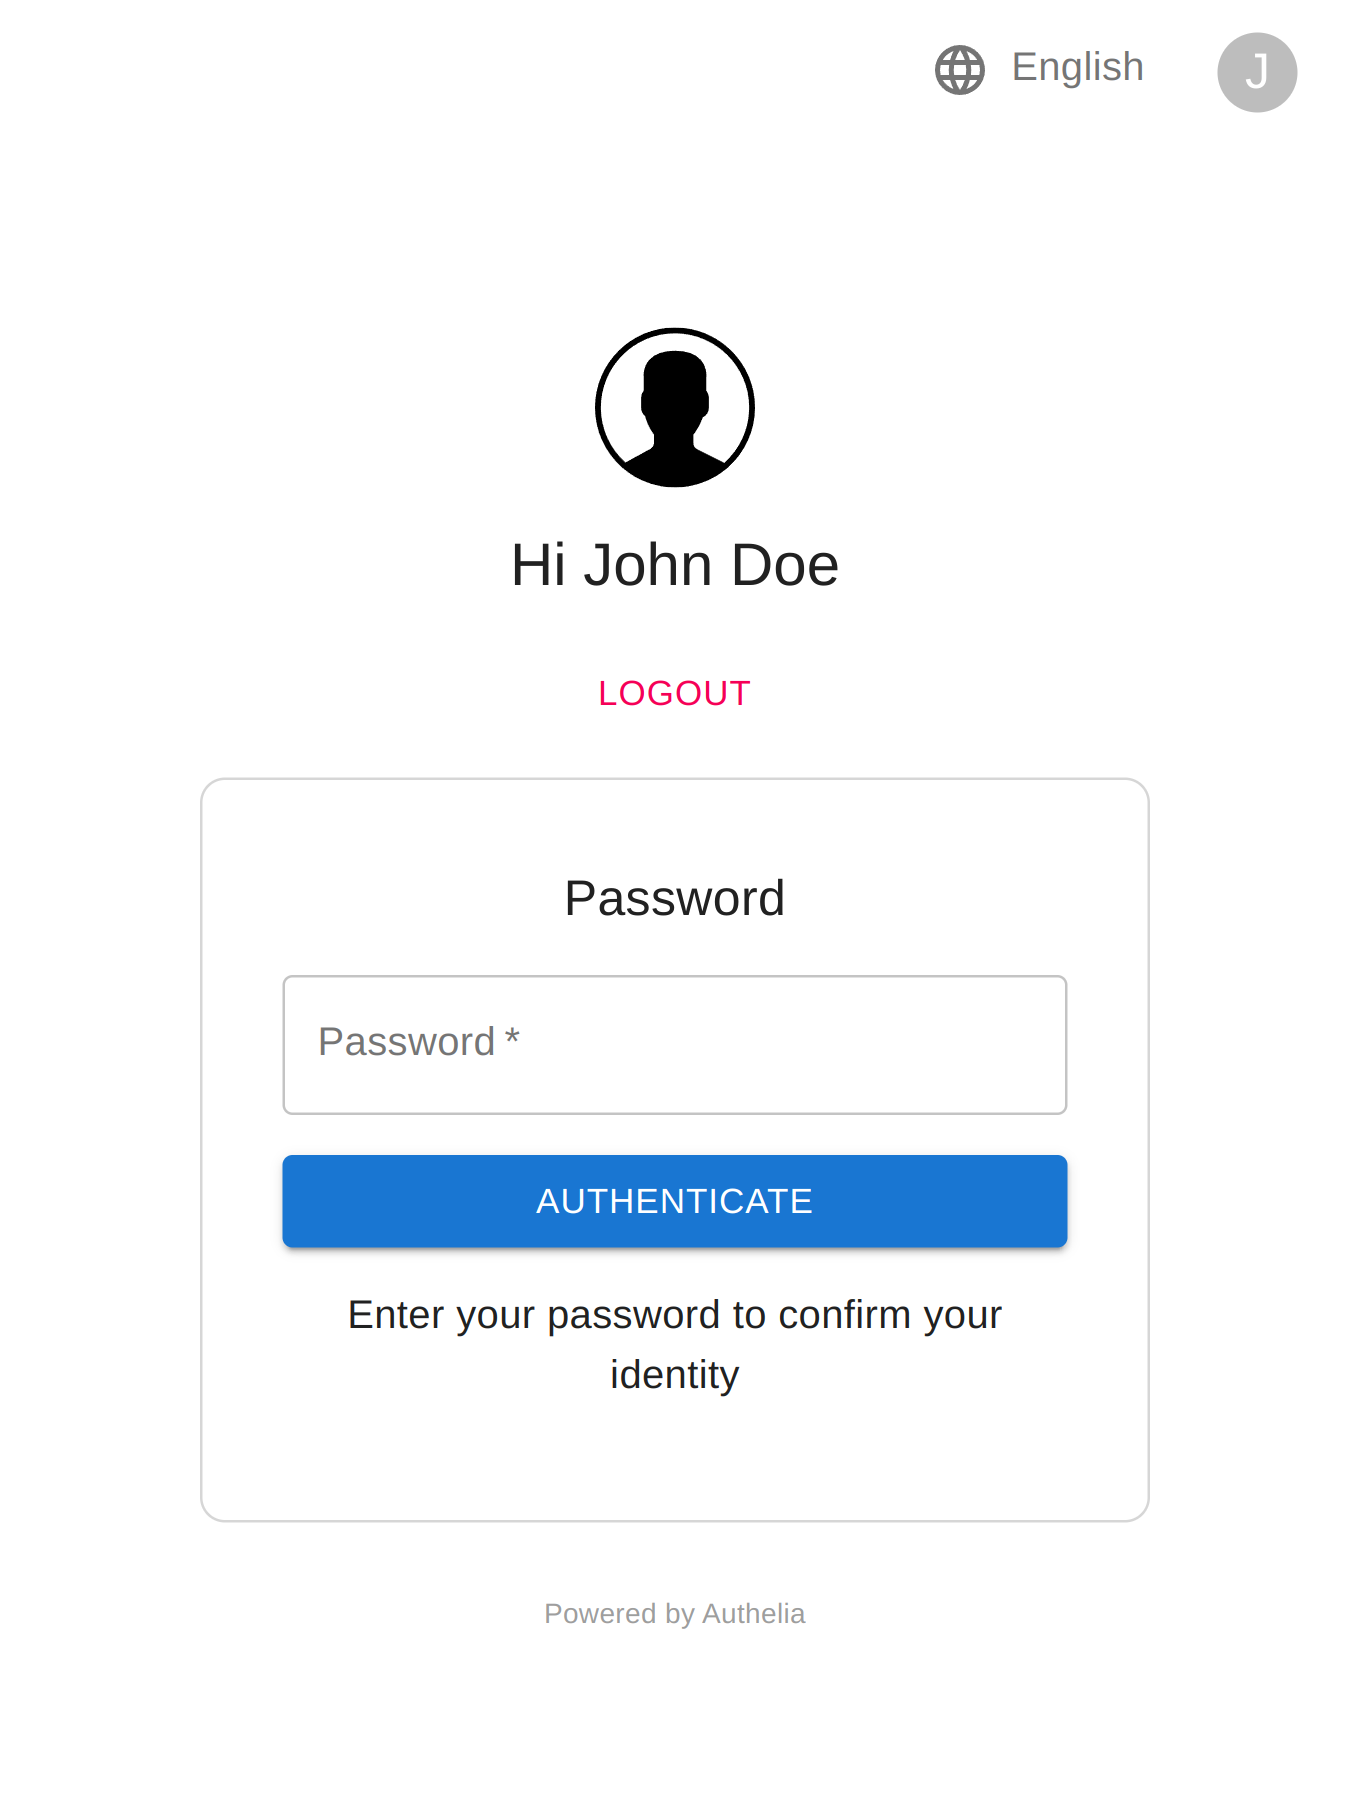 English
J
Hi John Doe
LOGOUT
Password
Password *
AUTHENTICATE
Enter your password to confirm your
identity
Powered by Authelia